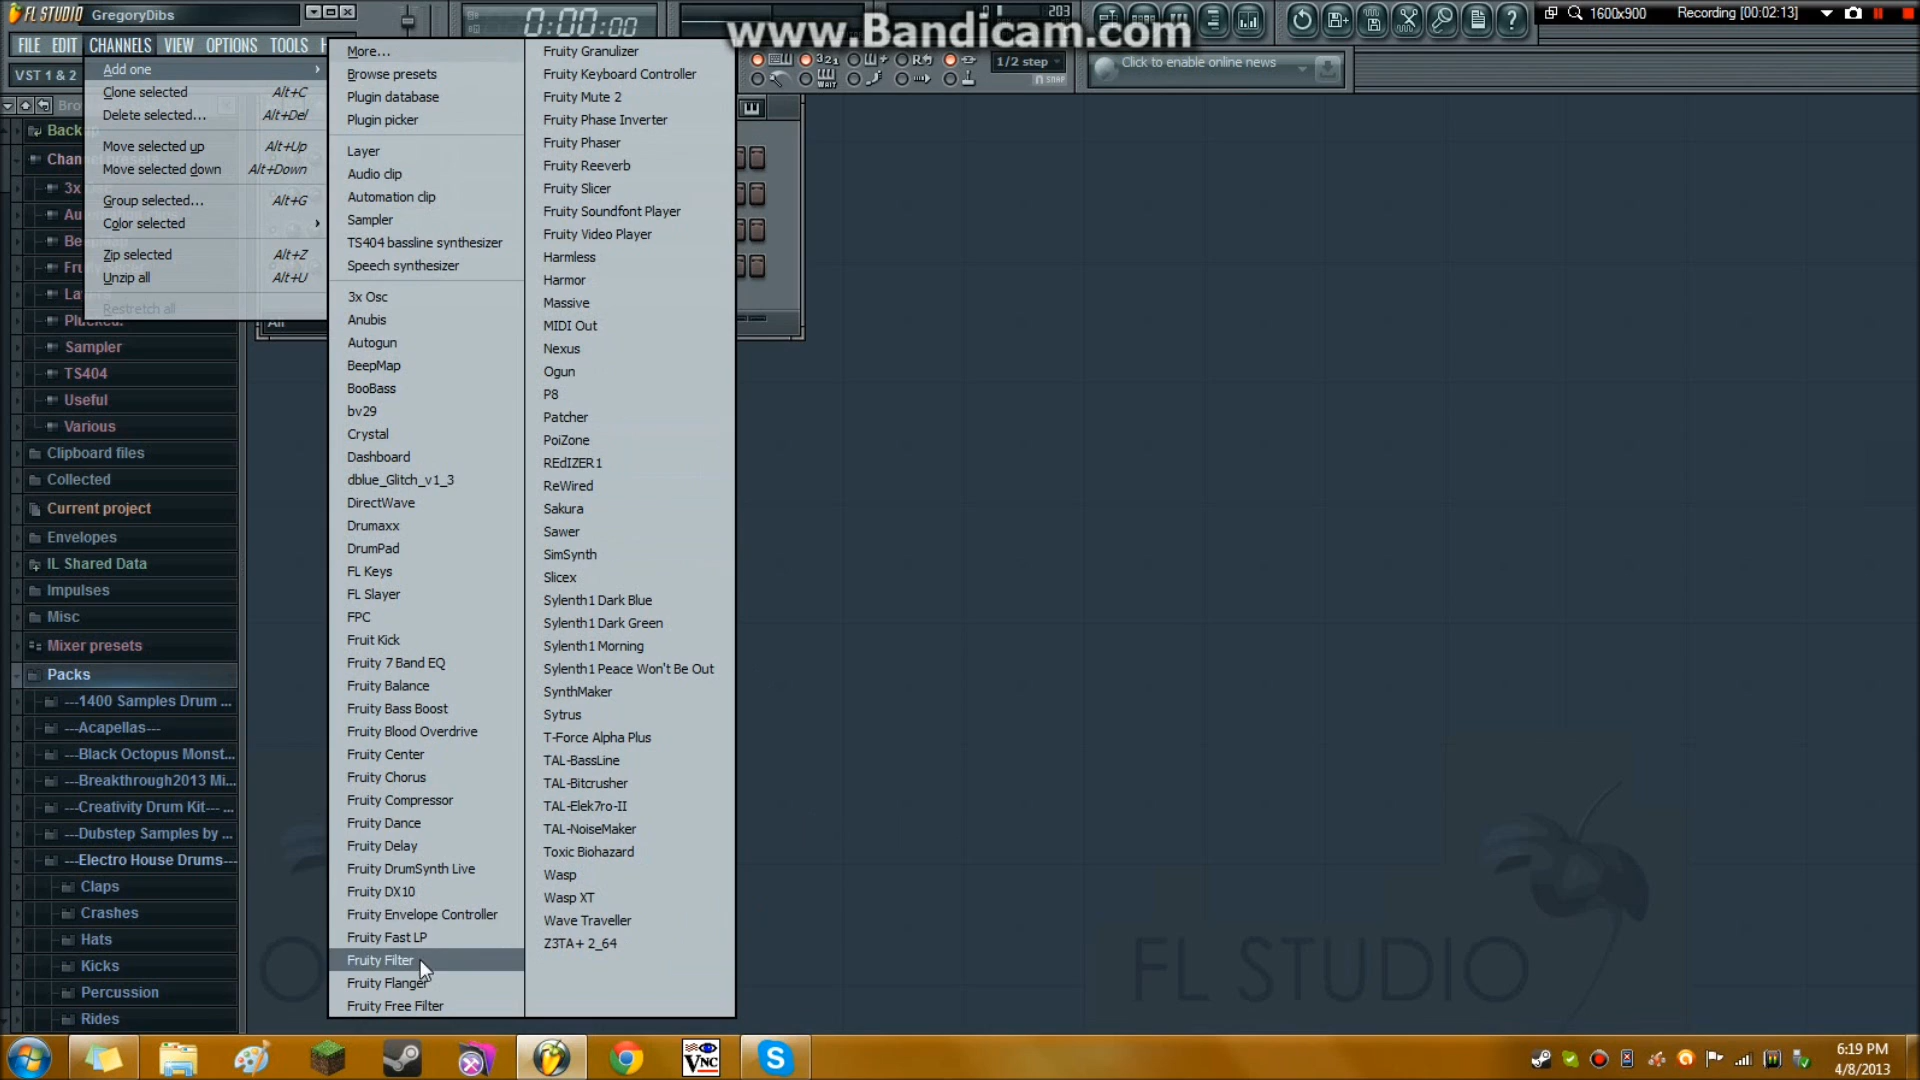 FL STUDIO GregoryDibs
0:00:00
203
www.Bandicam.com
1600x900
Recording [00:02:13]
FILE EDIT CHANNELS VIEW OPTIONS TOOLS
VST 1 & 2
1/2 step
SNAP
Click to enable online news
Add one
Clone selected Alt+C
Delete selected... Alt+Del
Move selected up Alt+Up
Move selected down Alt+Down
Group selected... Alt+G
Color selected
Zip selected Alt+Z
Unzip all Alt+U
Restretch all
More...
Browse presets
Plugin database
Plugin picker
Layer
Audio clip
Automation clip
Sampler
TS404 bassline synthesizer
Speech synthesizer
3x Osc
Anubis
Autogun
BeepMap
BooBass
bv29
Crystal
Dashboard
dblue_Glitch_v1_3
DirectWave
Drumaxx
DrumPad
FL Keys
FL Slayer
FPC
Fruit Kick
Fruity 7 Band EQ
Fruity Balance
Fruity Bass Boost
Fruity Blood Overdrive
Fruity Center
Fruity Chorus
Fruity Compressor
Fruity Dance
Fruity Delay
Fruity DrumSynth Live
Fruity DX10
Fruity Envelope Controller
Fruity Fast LP
Fruity Filter
Fruity Flanger
Fruity Free Filter
Fruity Granulizer
Fruity Keyboard Controller
Fruity Mute 2
Fruity Phase Inverter
Fruity Phaser
Fruity Reeverb
Fruity Slicer
Fruity Soundfont Player
Fruity Video Player
Harmless
Harmor
Massive
MIDI Out
Nexus
Ogun
P8
Patcher
PoiZone
REdIZER1
ReWired
Sakura
Sawer
SimSynth
Slicex
Sylenth1 Dark Blue
Sylenth1 Dark Green
Sylenth1 Morning
Sylenth1 Peace Won't Be Out
SynthMaker
Sytrus
T-Force Alpha Plus
TAL-BassLine
TAL-Bitcrusher
TAL-Elek7ro-II
TAL-NoiseMaker
Toxic Biohazard
Wasp
Wasp XT
Wave Traveller
Z3TA+ 2_64
Sampler
TS404
Useful
Various
Clipboard files
Collected
Current project
Envelopes
IL Shared Data
Impulses
Misc
Mixer presets
Packs
---1400 Samples Drum ...
---Acapellas---
---Black Octopus Monst...
---Breakthrough2013 Mi...
---Creativity Drum Kit--- ...
---Dubstep Samples by ...
---Electro House Drums---
Claps
Crashes
Hats
Kicks
Percussion
Rides
FL STUDIO
VNC
6:19 PM
4/8/2013